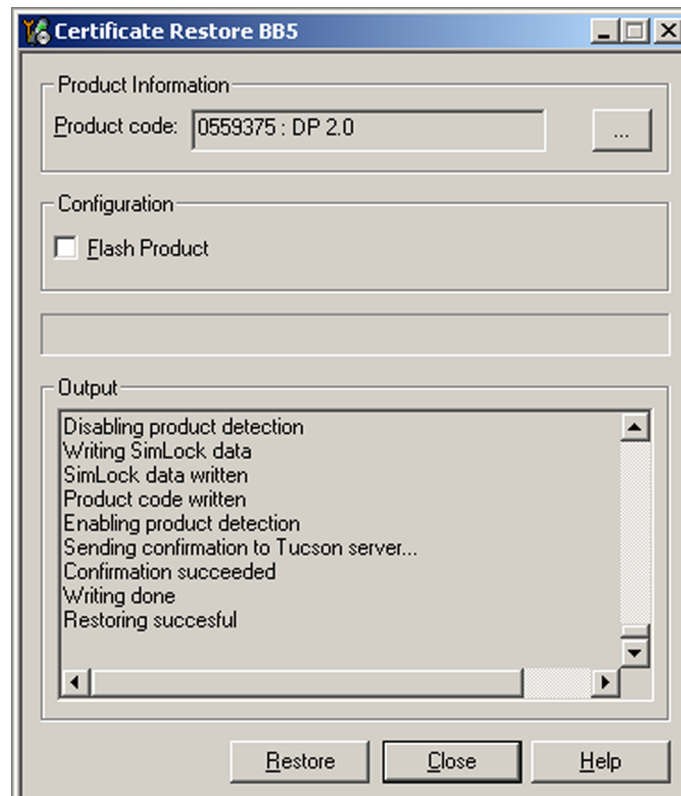 Certificate Restore BB5
Product Information
Product code: 0559375 : DP 2.0
...
Configuration
Flash Product
Output
Disabling product detection
Writing SimLock data
SimLock data written
Product code written
Enabling product detection
Sending confirmation to Tucson server...
Confirmation succeeded
Writing done
Restoring succesful
Restore Close Help